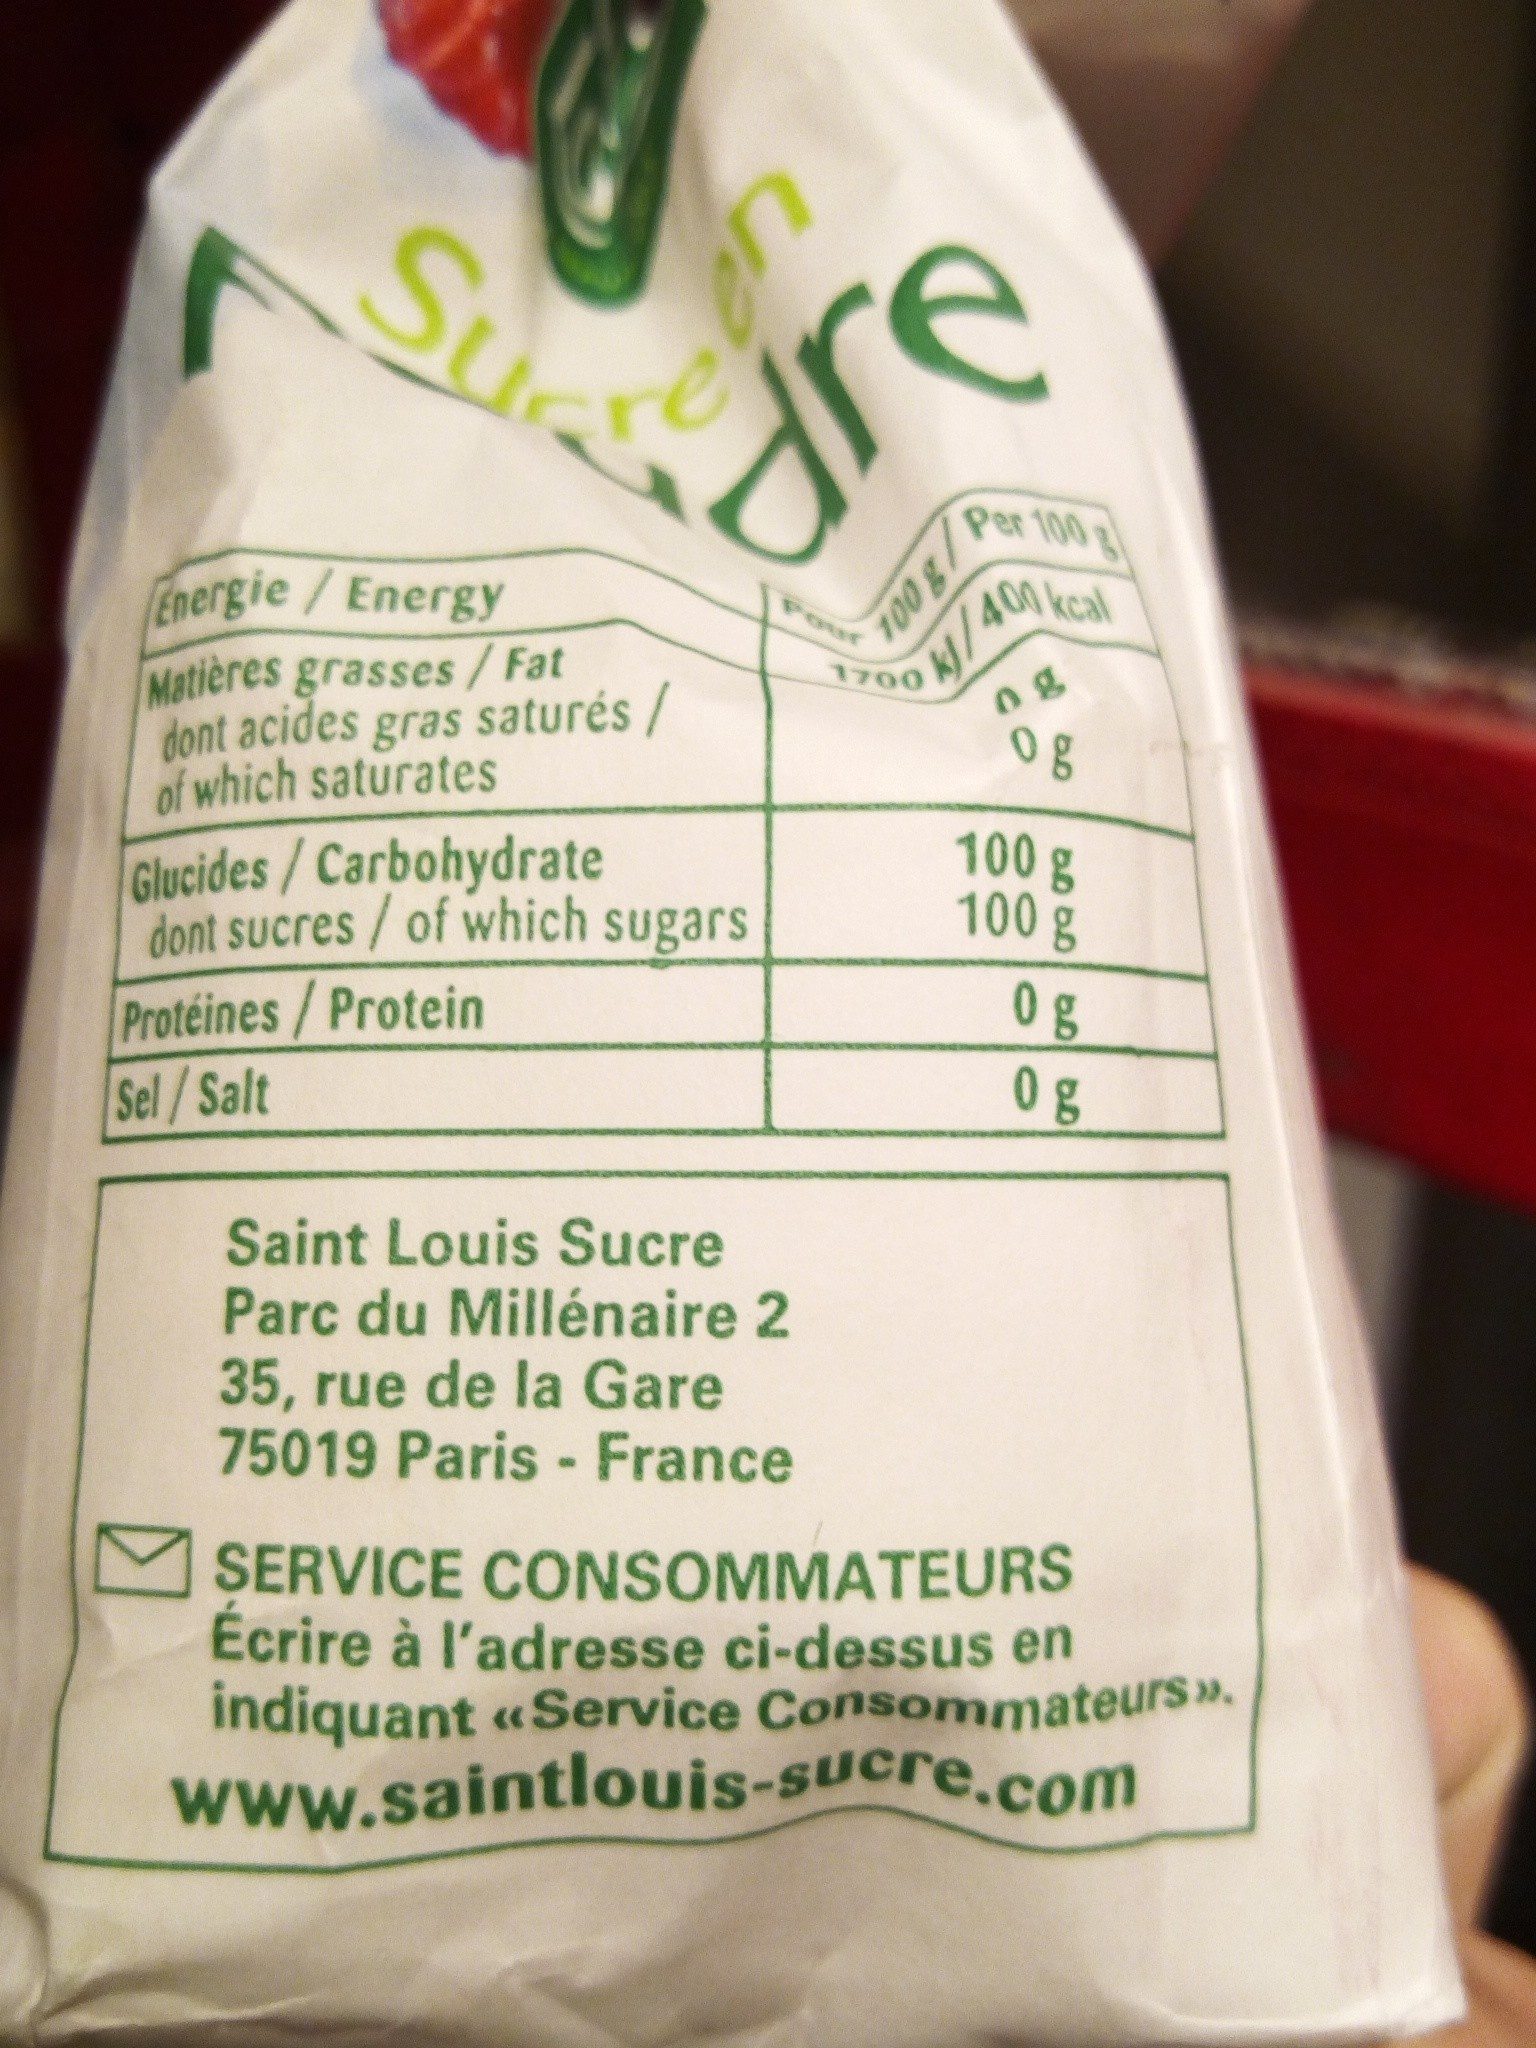 Sucre en
dre
Pour 100 g / Per 100 g
Énergie / Energy 1700 kJ / 400 kcal
Matières grasses / Fat 0 g
dont acides gras saturés /
of which saturates 0 g
Glucides / Carbohydrate 100 g
dont sucres / of which sugars 100 g
Protéines / Protein 0 g
Sel / Salt 0 g
Saint Louis Sucre
Parc du Millénaire 2
35, rue de la Gare
75019 Paris - France
SERVICE CONSOMMATEURS
Écrire à l'adresse ci-dessus en
indiquant «Service Consommateurs».
www.saintlouis-sucre.com